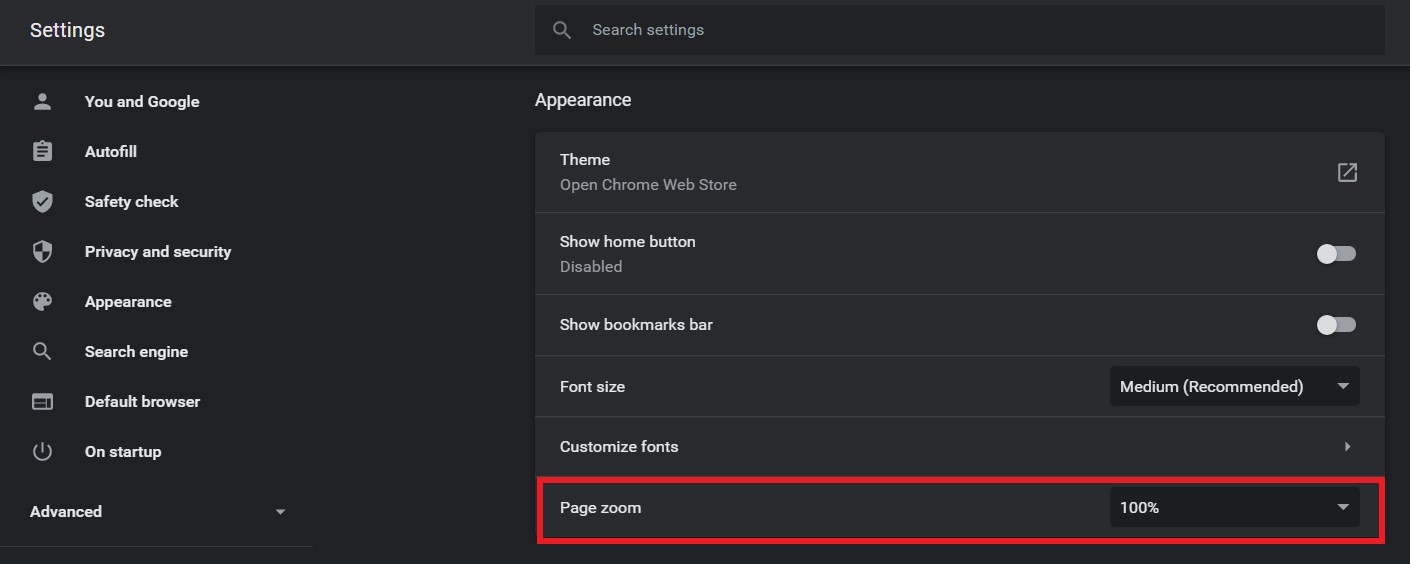 Settings
Search settings
You and Google
Autofill
Safety check
Privacy and security
Appearance
Search engine
Default browser
On startup
Advanced
Appearance
Theme
Open Chrome Web Store
Show home button
Disabled
Show bookmarks bar
Font size
Medium (Recommended)
Customize fonts
Page zoom
100%